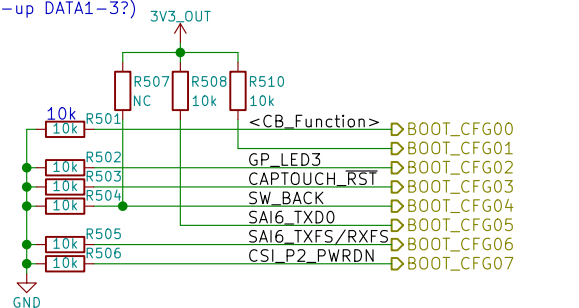 -up DATA1-3?)
3V3_OUT
R507
NC
R508
10k
R510
10k
10k
R501
10k
<CB_Function>
BOOT_CFG00
BOOT_CFG01
R502
10k
GP_LED3
BOOT_CFG02
R503
10k
CAPTOUCH_RST
BOOT_CFG03
R504
10k
SW_BACK
BOOT_CFG04
SAI6_TXD0
BOOT_CFG05
R505
10k
SAI6_TXFS/RXFS
BOOT_CFG06
R506
10k
CSI_P2_PWRDN
BOOT_CFG07
GND